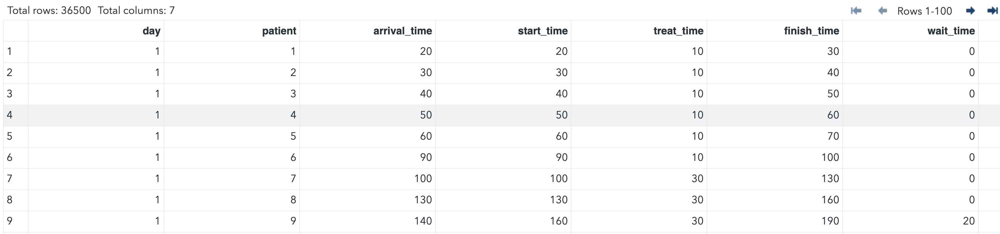 Total rows: 36500 Total columns: 7 Rows 1-100
day patient arrival_time start_time treat_time finish_time wait_time
1 1 1 20 20 10 30 0
2 1 2 30 30 10 40 0
3 1 3 40 40 10 50 0
4 1 4 50 50 10 60 0
5 1 5 60 60 10 70 0
6 1 6 90 90 10 100 0
7 1 7 100 100 30 130 0
8 1 8 130 130 30 160 0
9 1 9 140 160 30 190 20